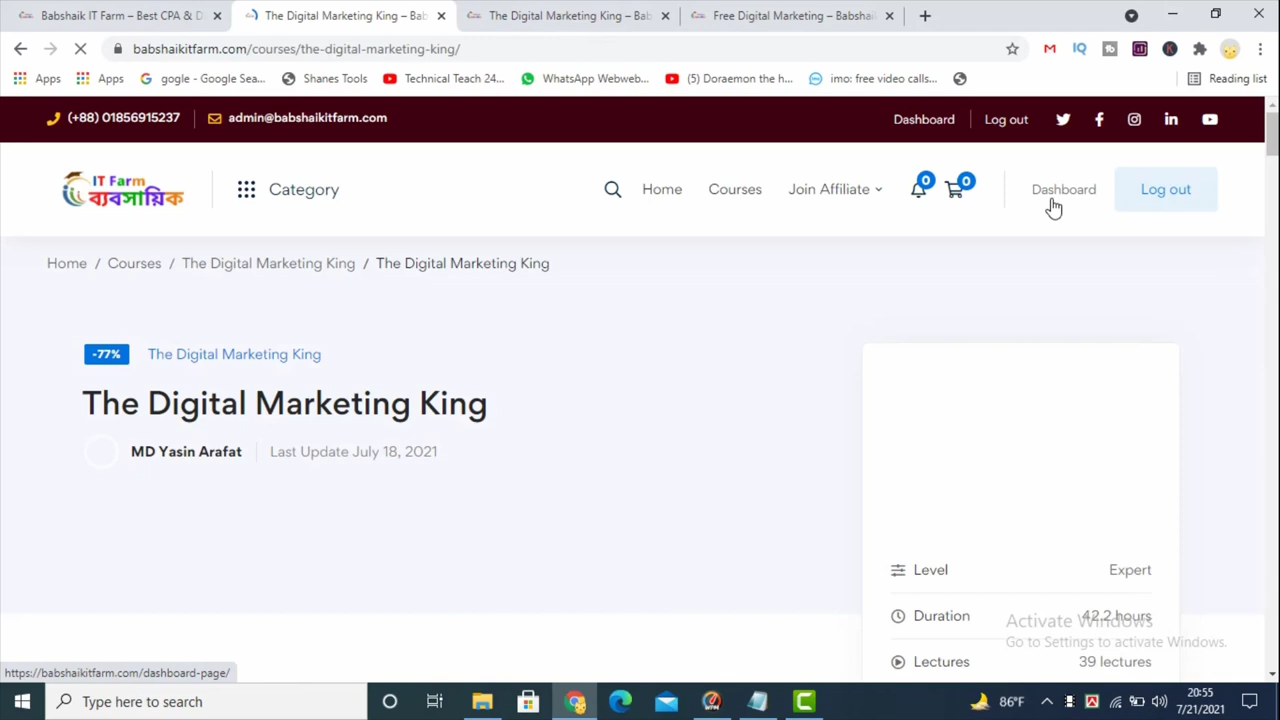 Babshaik IT Farm – Best CPA & D
The Digital Marketing King – Bab
The Digital Marketing King – Bab
Free Digital Marketing – Babshaik
babshaikitfarm.com/courses/the-digital-marketing-king/
Apps
Apps
gogle - Google Sea...
Shanes Tools
Technical Teach 24...
WhatsApp Webweb...
(5) Doraemon the h...
imo: free video calls...
Reading list
(+88) 01856915237
admin@babshaikitfarm.com
Dashboard
Log out
IT Farm
ব্যবসায়িক
Category
Home
Courses
Join Affiliate
0
0
Dashboard
Log out
Home / Courses / The Digital Marketing King / The Digital Marketing King
-77%
The Digital Marketing King
The Digital Marketing King
MD Yasin Arafat
Last Update July 18, 2021
Level
Expert
Duration
42.2 hours
Lectures
39 lectures
Activate Windows
Go to Settings to activate Windows.
https://babshaikitfarm.com/dashboard-page/
Type here to search
86°F
20:55
7/21/2021